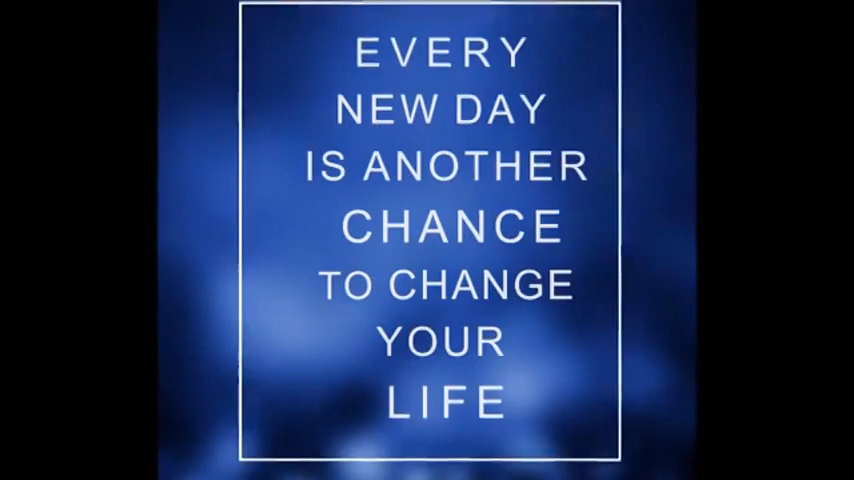 EVERY
NEW DAY
IS ANOTHER
CHANCE
TO CHANGE
YOUR
LIFE